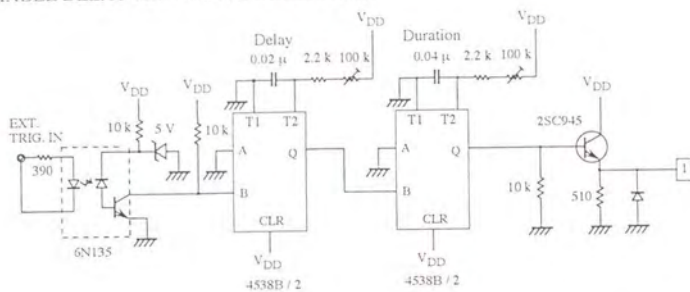 V_DD
V_DD
Delay
Duration
0.02 µ
2.2 k
100 k
0.04 µ
2.2 k
100 k
V_DD
V_DD
V_DD
EXT.
TRIG. IN
10 k
5 V
10 k
T1
T2
T1
T2
2SC945
390
A
Q
A
Q
1
B
B
10 k
510
CLR
CLR
6N135
V_DD
V_DD
4538B / 2
4538B / 2